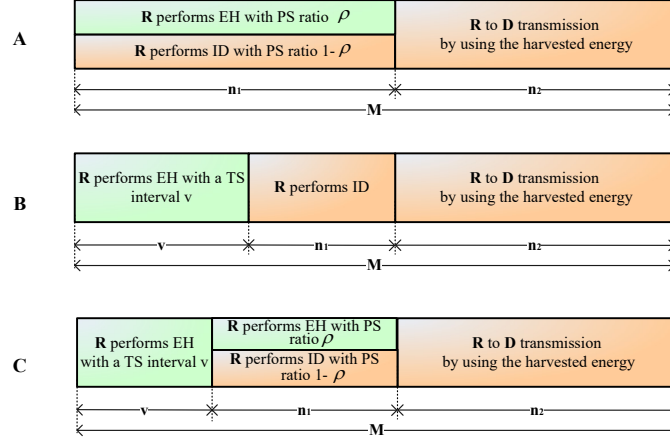 A
R performs EH with PS ratio ρ
R performs ID with PS ratio 1- ρ
R to D transmission
by using the harvested energy
n1
n2
M
B
R performs EH with a TS
interval v
R performs ID
R to D transmission
by using the harvested energy
v
n1
n2
M
C
R performs EH
with a TS interval v
R performs EH with PS
ratio ρ
R performs ID with PS
ratio 1- ρ
R to D transmission
by using the harvested energy
v
n1
n2
M